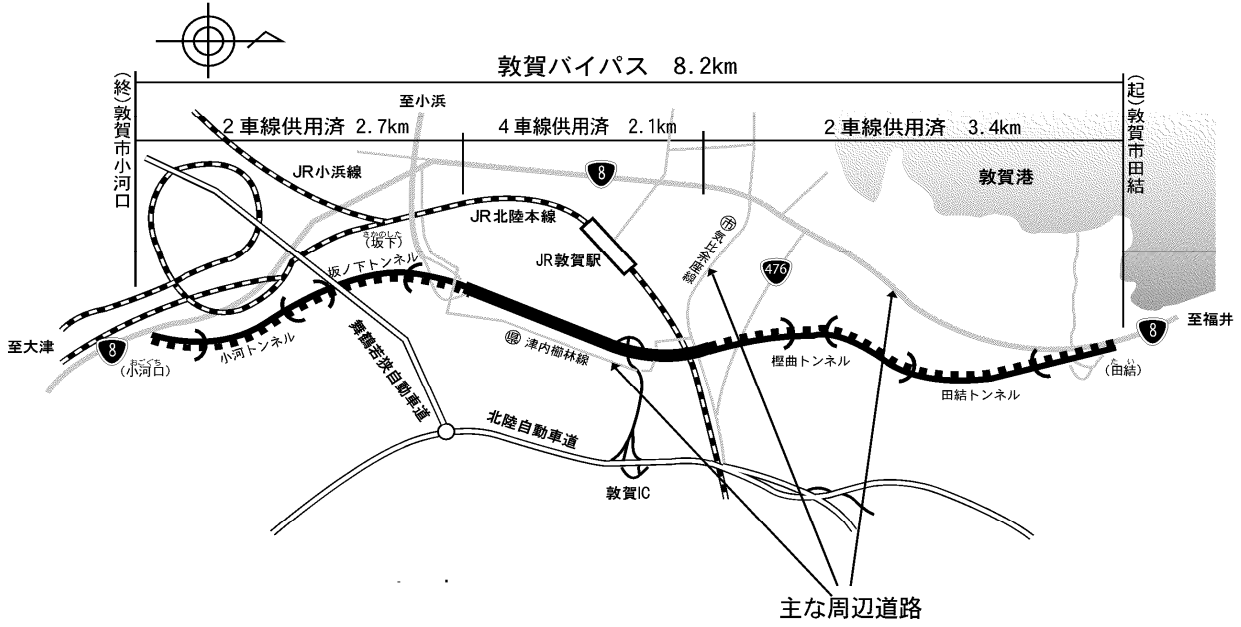 敦賀バイパス 8.2km
(終)敦賀市小河口
(起)敦賀市田結
至小浜
2車線供用済 2.7km
4車線供用済 2.1km
2車線供用済 3.4km
JR小浜線
8
敦賀港
JR北陸本線
さかのした
(坂下)
坂ノ下トンネル
JR敦賀駅
市 気比余座線
476
至大津
8
おごぐち
(小河口)
小河トンネル
舞鶴若狭自動車道
県 津内櫛林線
樫曲トンネル
田結トンネル
たい
(田結)
8
至福井
北陸自動車道
敦賀IC
主な周辺道路